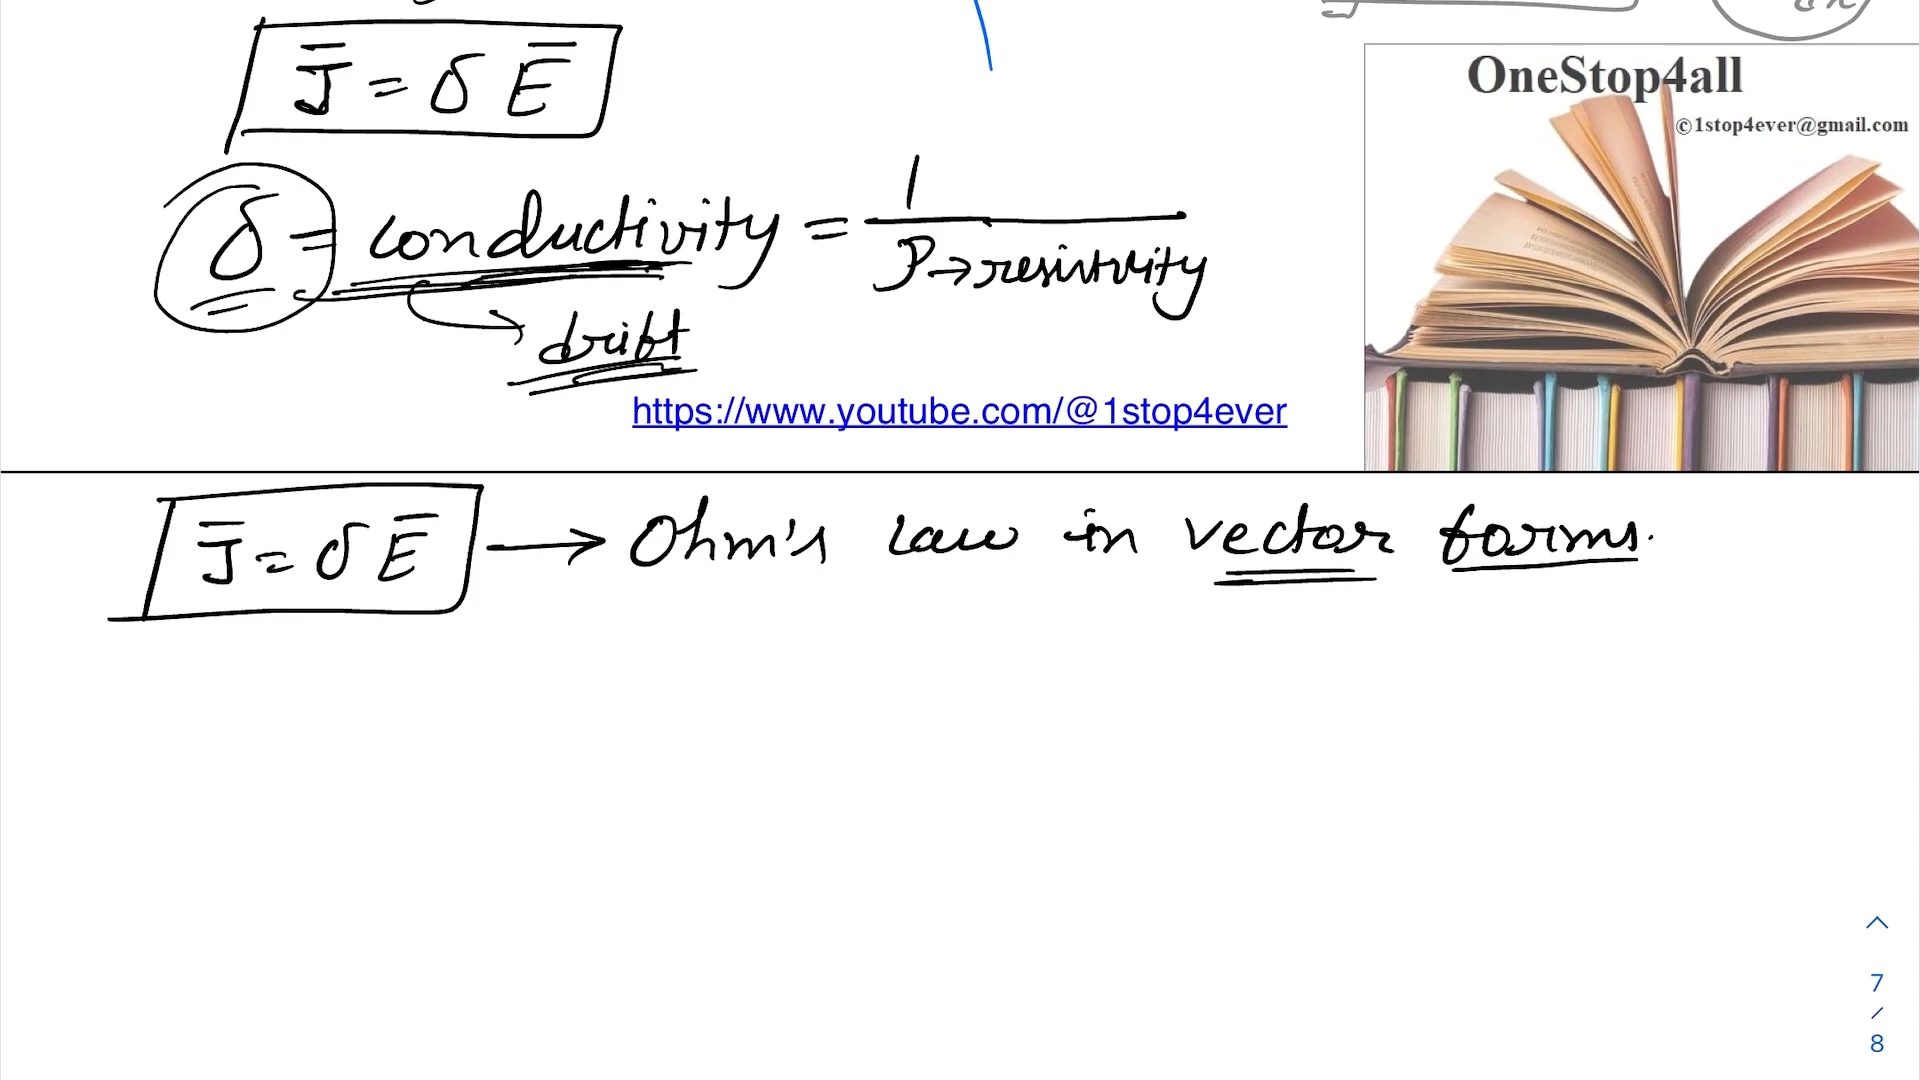 J̅ = δ E̅
OneStop4all
©1stop4ever@gmail.com
δ = conductivity = 1 / ρ → resistivity
drift
https://www.youtube.com/@1stop4ever
J̅ = δ E̅ → Ohm's law in vector forms.
7
/
8